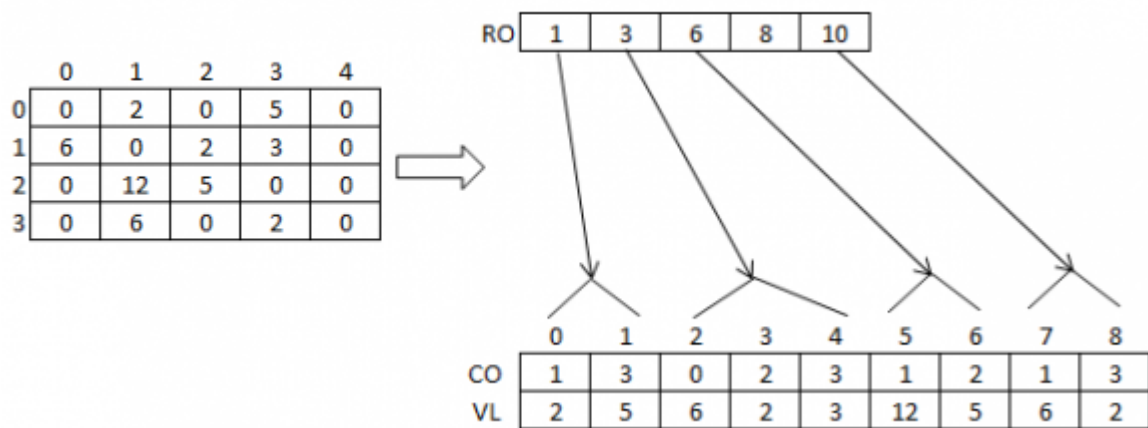 RO 1 3 6 8 10
0 1 2 3 4
0 0 2 0 5 0
1 6 0 2 3 0
2 0 12 5 0 0
3 0 6 0 2 0
0 1 2 3 4 5 6 7 8
CO 1 3 0 2 3 1 2 1 3
VL 2 5 6 2 3 12 5 6 2